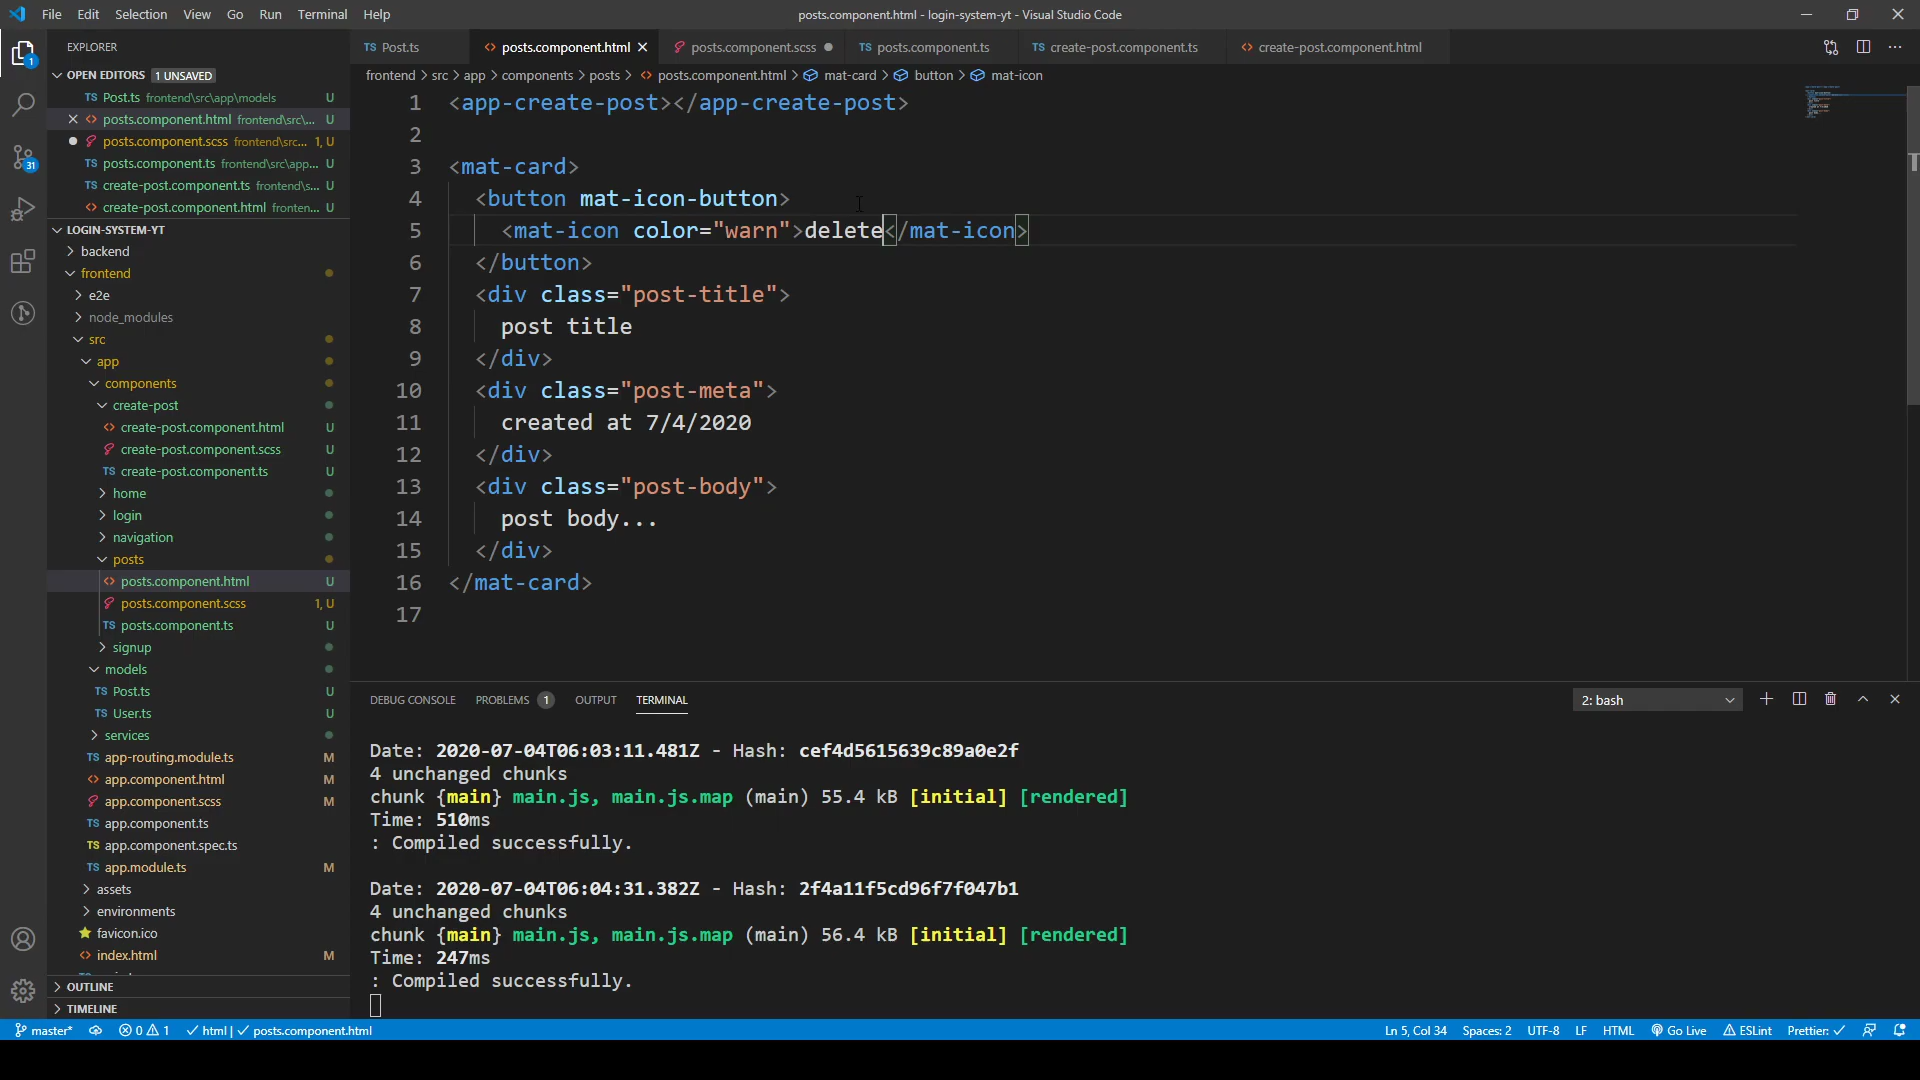 File Edit Selection View Go Run Terminal Help
posts.component.html - login-system-yt - Visual Studio Code
EXPLORER
OPEN EDITORS 1 UNSAVED
TS Post.ts frontend\src\app\models U
posts.component.html frontend\src\... U
posts.component.scss frontend\src... 1, U
TS posts.component.ts frontend\src\app... U
TS create-post.component.ts frontend\s... U
create-post.component.html fronten... U
LOGIN-SYSTEM-YT
backend
frontend
e2e
node_modules
src
app
components
create-post
create-post.component.html U
create-post.component.scss U
TS create-post.component.ts U
home
login
navigation
posts
posts.component.html U
posts.component.scss 1, U
TS posts.component.ts U
signup
models
TS Post.ts U
TS User.ts U
services
TS app-routing.module.ts M
app.component.html M
app.component.scss M
TS app.component.ts
TS app.component.spec.ts
TS app.module.ts M
assets
environments
favicon.ico
index.html M
OUTLINE
TIMELINE
1
31
TS Post.ts
posts.component.html
posts.component.scss
TS posts.component.ts
TS create-post.component.ts
create-post.component.html
frontend > src > app > components > posts > posts.component.html > mat-card > button > mat-icon
1 <app-create-post></app-create-post>
2
3 <mat-card>
4 <button mat-icon-button>
5 <mat-icon color="warn">delete</mat-icon>
6 </button>
7 <div class="post-title">
8 post title
9 </div>
10 <div class="post-meta">
11 created at 7/4/2020
12 </div>
13 <div class="post-body">
14 post body...
15 </div>
16 </mat-card>
17
DEBUG CONSOLE PROBLEMS 1 OUTPUT TERMINAL
2: bash
Date: 2020-07-04T06:03:11.481Z - Hash: cef4d5615639c89a0e2f
4 unchanged chunks
chunk {main} main.js, main.js.map (main) 55.4 kB [initial] [rendered]
Time: 510ms
: Compiled successfully.
Date: 2020-07-04T06:04:31.382Z - Hash: 2f4a11f5cd96f7f047b1
4 unchanged chunks
chunk {main} main.js, main.js.map (main) 56.4 kB [initial] [rendered]
Time: 247ms
: Compiled successfully.
master* 0 1 html | posts.component.html
Ln 5, Col 34 Spaces: 2 UTF-8 LF HTML Go Live ESLint Prettier: ✓